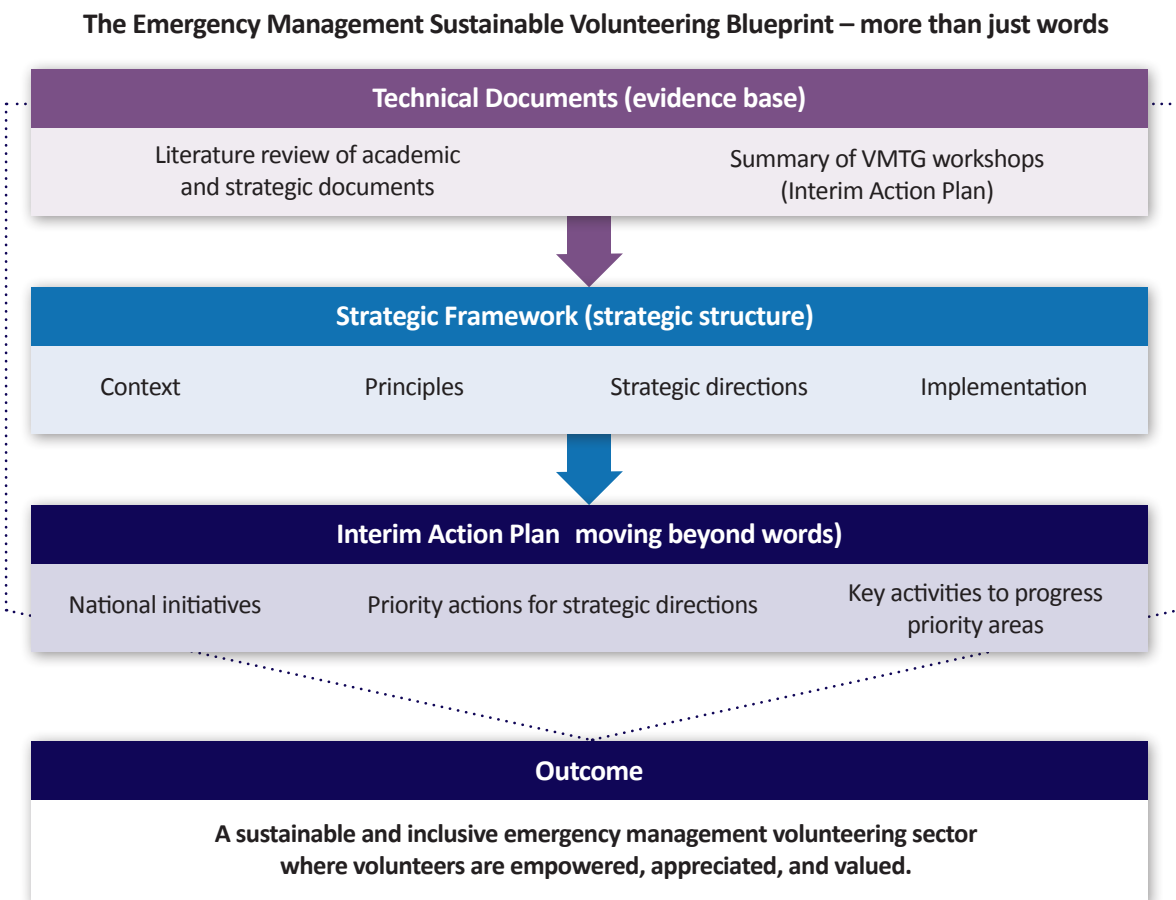 The Emergency Management Sustainable Volunteering Blueprint – more than just words
Technical Documents (evidence base)
Literature review of academic
and strategic documents
Summary of VMTG workshops
(Interim Action Plan)
Strategic Framework (strategic structure)
Context
Principles
Strategic directions
Implementation
Interim Action Plan  moving beyond words)
National initiatives
Priority actions for strategic directions
Key activities to progress
priority areas
Outcome
A sustainable and inclusive emergency management volunteering sector
where volunteers are empowered, appreciated, and valued.